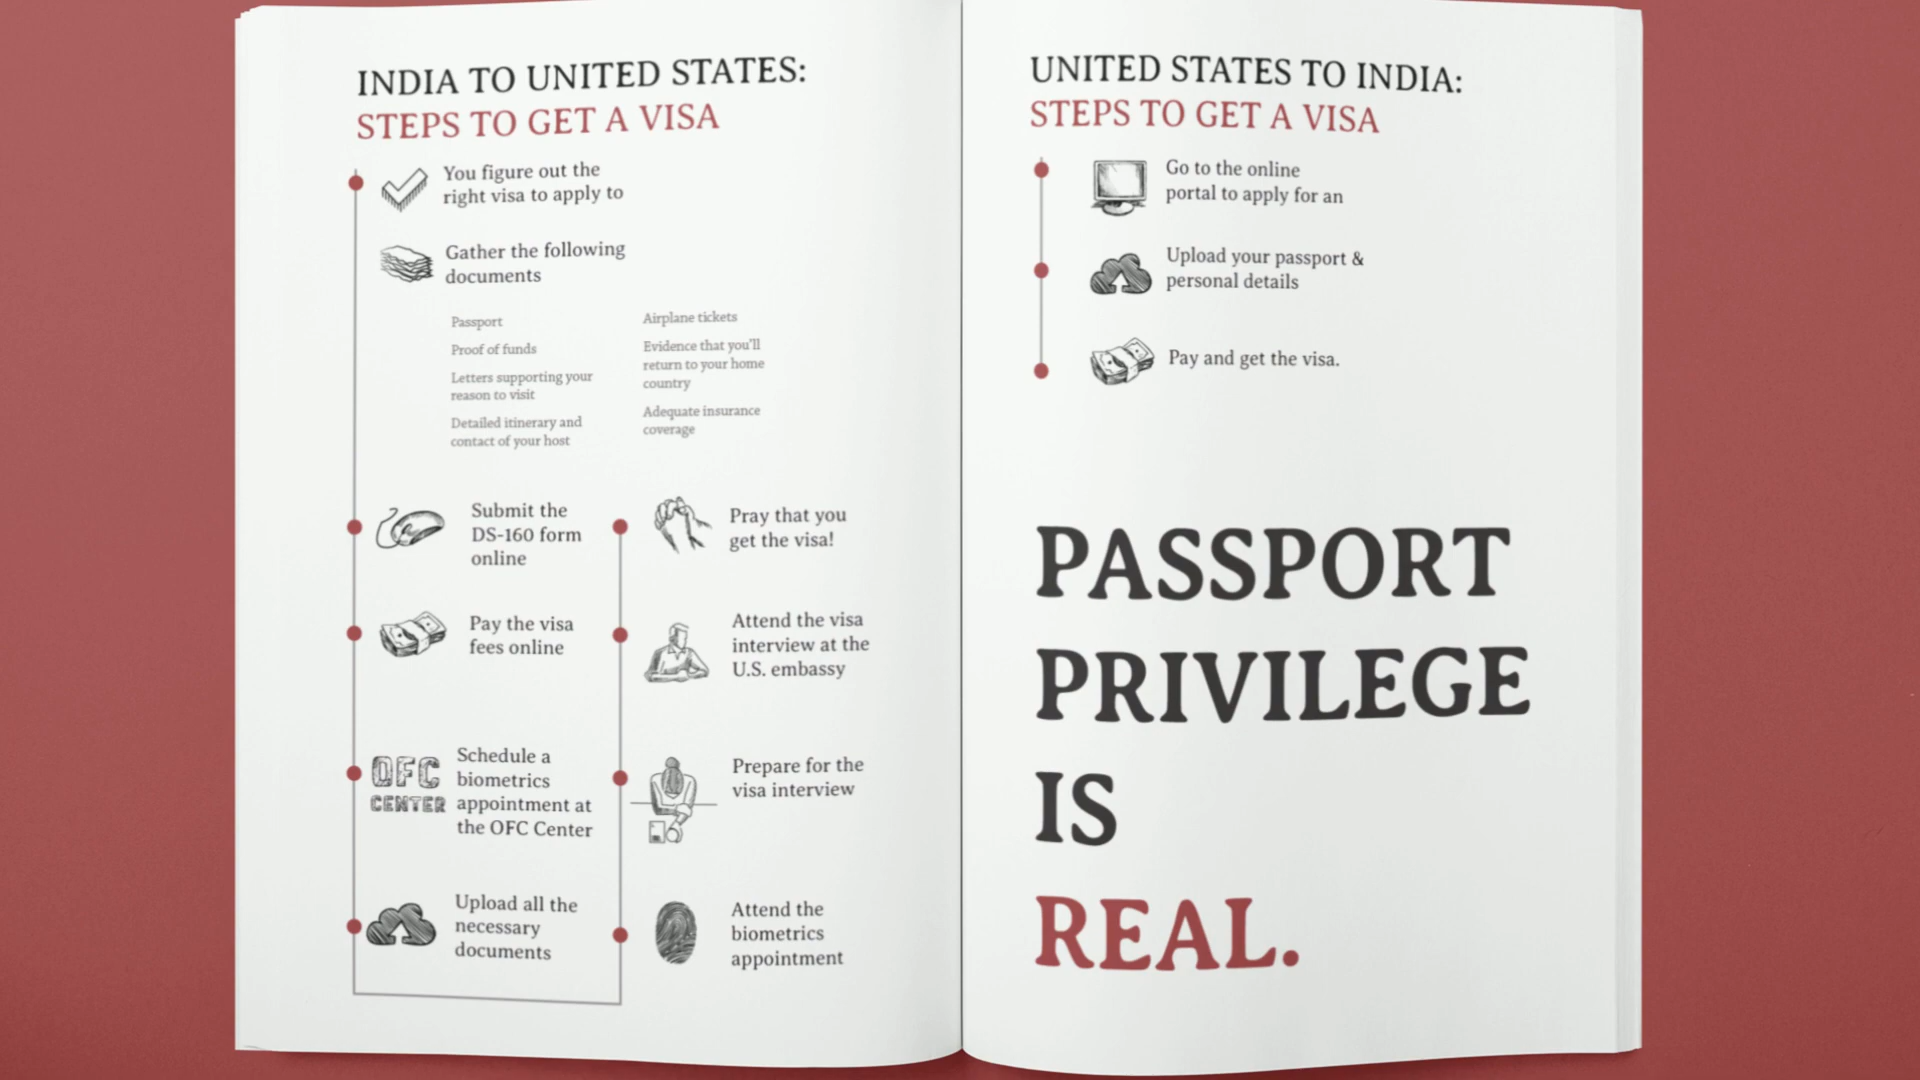 INDIA TO UNITED STATES:
STEPS TO GET A VISA
You figure out the
right visa to apply to
Gather the following
documents
Passport
Proof of funds
Letters supporting your
reason to visit
Detailed itinerary and
contact of your host
Airplane tickets
Evidence that you'll
return to your home
country
Adequate insurance
coverage
Submit the
DS-160 form
online
Pay the visa
fees online
OFC
CENTER
Schedule a
biometrics
appointment at
the OFC Center
Upload all the
necessary
documents
Attend the
biometrics
appointment
Prepare for the
visa interview
Attend the visa
interview at the
U.S. embassy
Pray that you
get the visa!
UNITED STATES TO INDIA:
STEPS TO GET A VISA
Go to the online
portal to apply for an
Upload your passport &
personal details
Pay and get the visa.
PASSPORT
PRIVILEGE
IS
REAL.